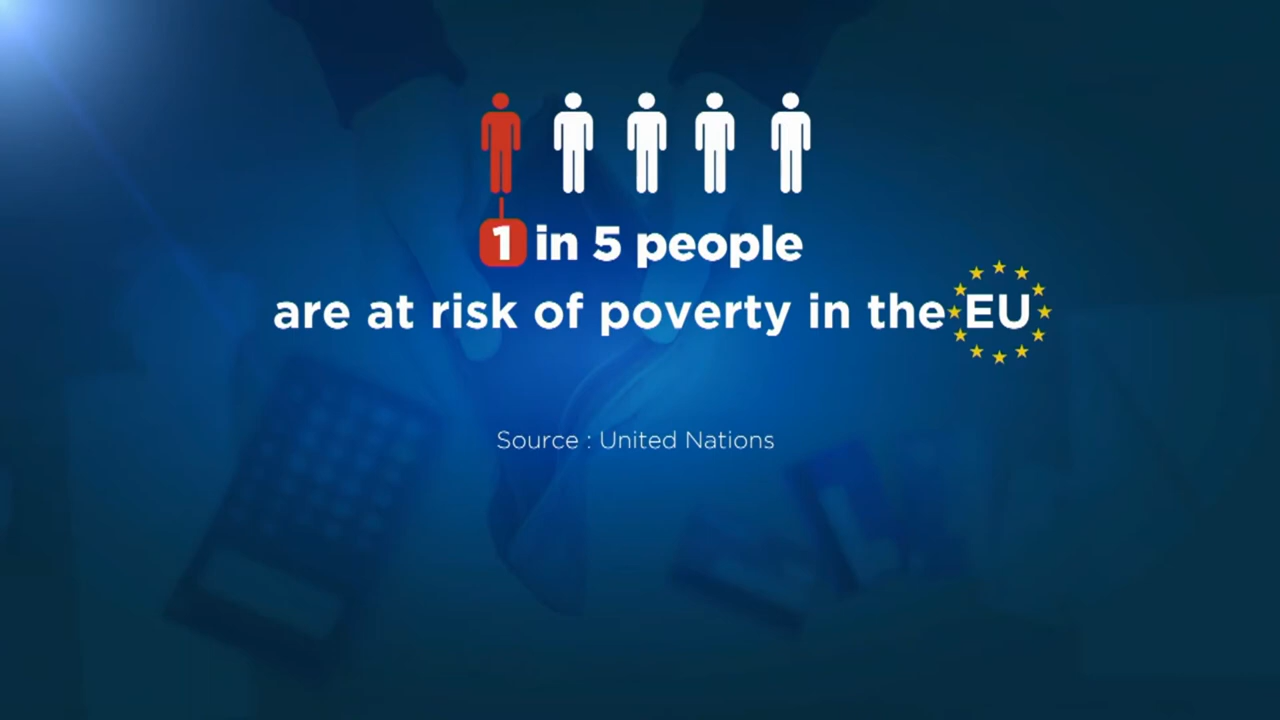 1 in 5 people
are at risk of poverty in the EU
Source : United Nations